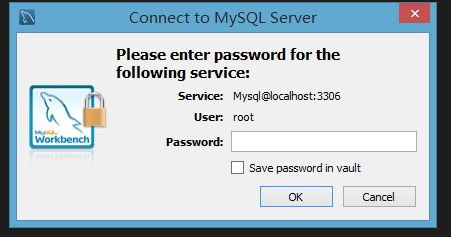 Connect to MySQL Server
Please enter password for the
following service:
Service: Mysql@localhost:3306
User: root
Password:
Save password in vault
MySQL
Workbench
OK Cancel